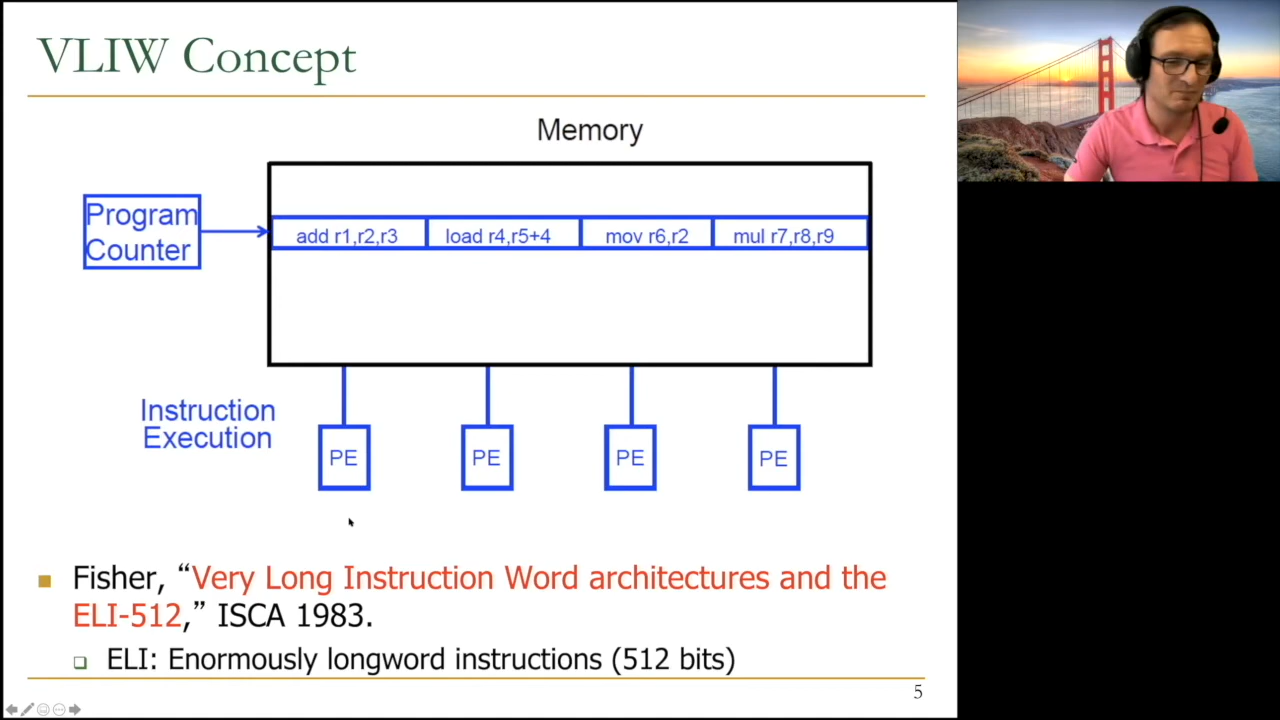 VLIW Concept
Memory
Program
Counter
add r1,r2,r3
load r4,r5+4
mov r6,r2
mul r7,r8,r9
Instruction
Execution
PE
PE
PE
PE
Fisher, “Very Long Instruction Word architectures and the
ELI-512,” ISCA 1983.
ELI: Enormously longword instructions (512 bits)
5